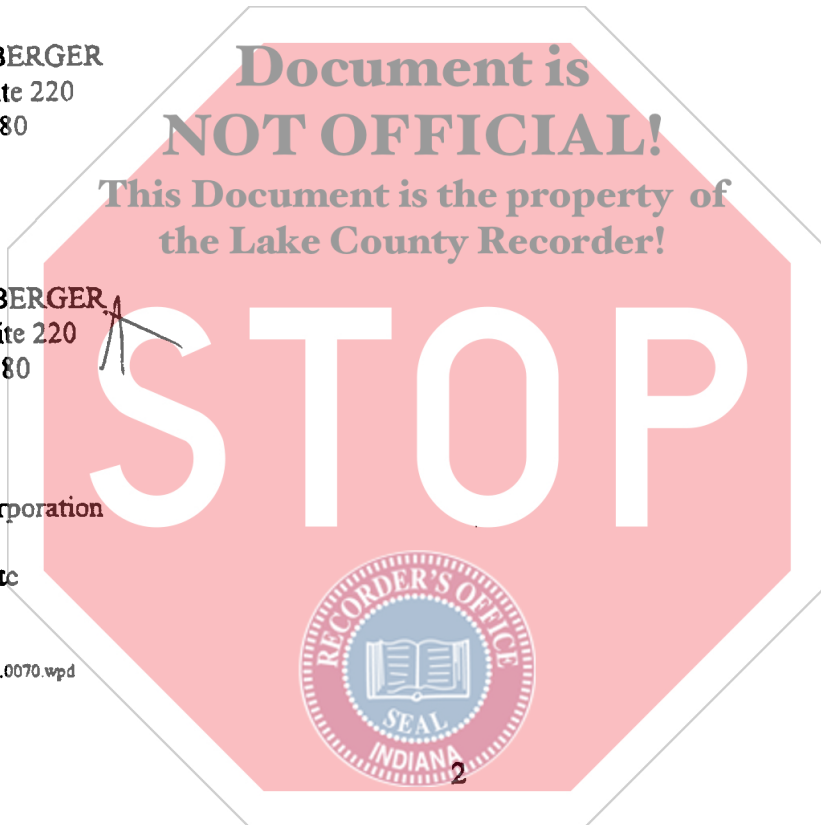 BERGER
te 220
80
Document is
NOT OFFICIAL!
This Document is the property of
the Lake County Recorder!
BERGER
ite 220
80
STOP
rporation
tc
.0070.wpd
RECORDER'S OFFICE
SEAL
INDIANA
2